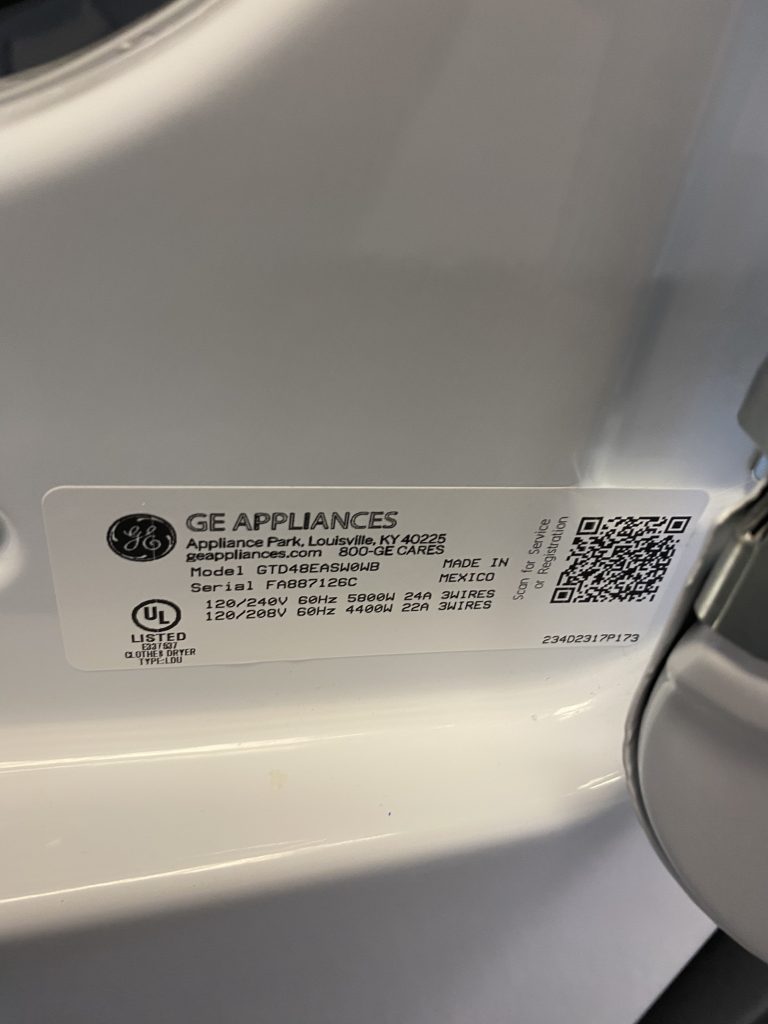 GE APPLIANCES
Appliance Park, Louisville, KY 40225
geappliances.com 800-GE CARES
Model GTD48EASW0WB
Serial FA887126C
MADE IN
MEXICO
120/240V 60Hz 5800W 24A 3WIRES
120/208V 60Hz 4400W 22A 3WIRES
UL
LISTED
E337637
CLOTHES DRYER
TYPE:LDU
Scan for Service
or Registration
234D2317P173